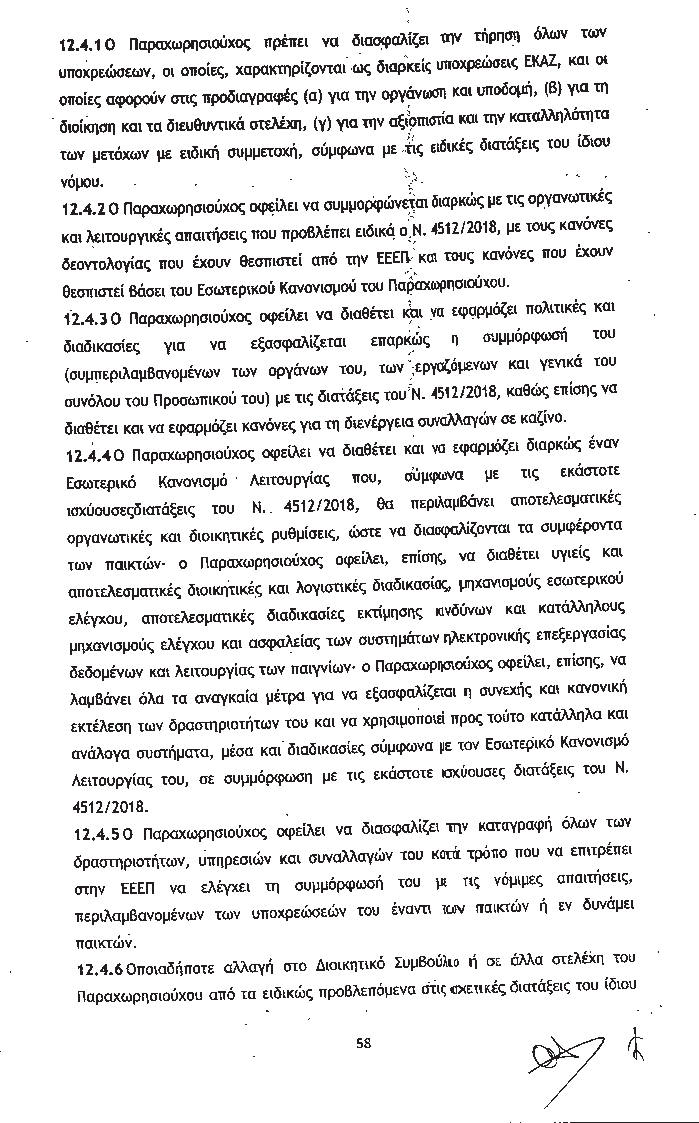 12.4.1 Ο Παραχωρησιούχος πρέπει να διασφαλίζει την τήρηση όλων των
υποχρεώσεων, οι οποίες, χαρακτηρίζονται ως διαρκείς υποχρεώσεις ΕΚΑΖ, και οι
οποίες αφορούν στις προδιαγραφές (α) για την οργάνωση και υποδομή, (β) για τη
διοίκηση και τα διευθυντικά στελέχη, (γ) για την αξιοπιστία και την καταλληλότητα
των μετόχων με ειδική συμμετοχή, σύμφωνα με τις ειδικές διατάξεις του ίδιου
νόμου.
12.4.2 Ο Παραχωρησιούχος οφείλει να συμμορφώνεται διαρκώς με τις οργανωτικές
και λειτουργικές απαιτήσεις που προβλέπει ειδικά ο Ν. 4512/2018, με τους κανόνες
δεοντολογίας που έχουν θεσπιστεί από την ΕΕΕΠ και τους κανόνες που έχουν
θεσπιστεί βάσει του Εσωτερικού Κανονισμού του Παραχωρησιούχου.
12.4.3 Ο Παραχωρησιούχος οφείλει να διαθέτει και να εφαρμόζει πολιτικές και
διαδικασίες για να εξασφαλίζεται επαρκώς η συμμόρφωσή του
(συμπεριλαμβανομένων των οργάνων του, των εργαζόμενων και γενικά του
συνόλου του Προσωπικού του) με τις διατάξεις του Ν. 4512/2018, καθώς επίσης να
διαθέτει και να εφαρμόζει κανόνες για τη διενέργεια συναλλαγών σε καζίνο.
12.4.4 Ο Παραχωρησιούχος οφείλει να διαθέτει και να εφαρμόζει διαρκώς έναν
Εσωτερικό Κανονισμό Λειτουργίας που, σύμφωνα με τις εκάστοτε
ισχύουσεςδιατάξεις του Ν.. 4512/2018, θα περιλαμβάνει αποτελεσματικές
οργανωτικές και διοικητικές ρυθμίσεις, ώστε να διασφαλίζονται τα συμφέροντα
των παικτών· ο Παραχωρησιούχος οφείλει, επίσης, να διαθέτει υγιείς και
αποτελεσματικές διοικητικές και λογιστικές διαδικασίας, μηχανισμούς εσωτερικού
ελέγχου, αποτελεσματικές διαδικασίες εκτίμησης κινδύνων και κατάλληλους
μηχανισμούς ελέγχου και ασφαλείας των συστημάτων ηλεκτρονικής επεξεργασίας
δεδομένων και λειτουργίας των παιγνίων· ο Παραχωρησιούχος οφείλει, επίσης, να
λαμβάνει όλα τα αναγκαία μέτρα για να εξασφαλίζεται η συνεχής και κανονική
εκτέλεση των δραστηριοτήτων του και να χρησιμοποιεί προς τούτο κατάλληλα και
ανάλογα συστήματα, μέσα και διαδικασίες σύμφωνα με τον Εσωτερικό Κανονισμό
Λειτουργίας του, σε συμμόρφωση με τις εκάστοτε ισχύουσες διατάξεις του Ν.
4512/2018.
12.4.5 Ο Παραχωρησιούχος οφείλει να διασφαλίζει την καταγραφή όλων των
δραστηριοτήτων, υπηρεσιών και συναλλαγών του κατά τρόπο που να επιτρέπει
στην ΕΕΕΠ να ελέγχει τη συμμόρφωσή του με τις νόμιμες απαιτήσεις,
περιλαμβανομένων των υποχρεώσεών του έναντι των παικτών ή εν δυνάμει
παικτών.
12.4.6 Οποιαδήποτε αλλαγή στο Διοικητικό Συμβούλιο ή σε άλλα στελέχη του
Παραχωρησιούχου από τα ειδικώς προβλεπόμενα στις σχετικές διατάξεις του ίδιου
58